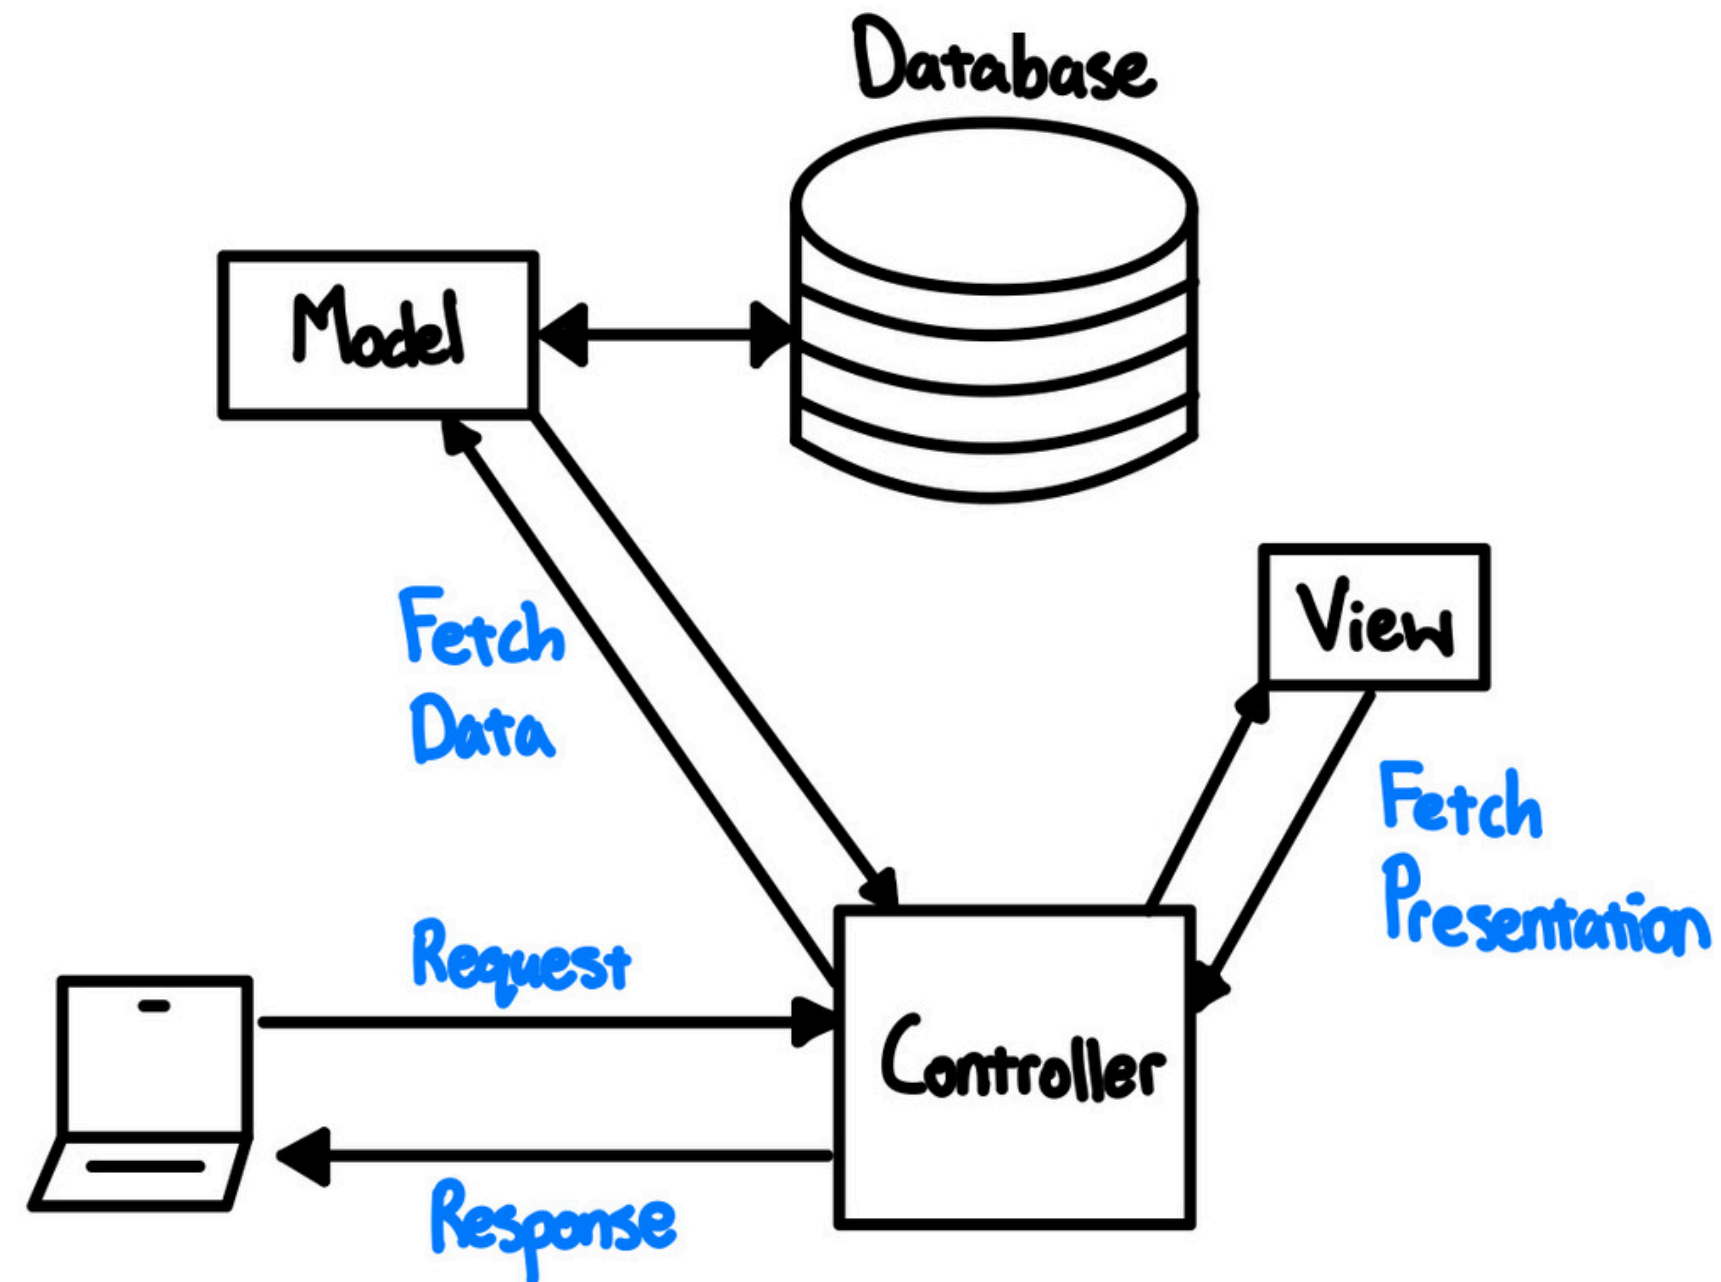 Database
Model
View
Fetch
Data
Fetch
Presentation
Request
Controller
Response